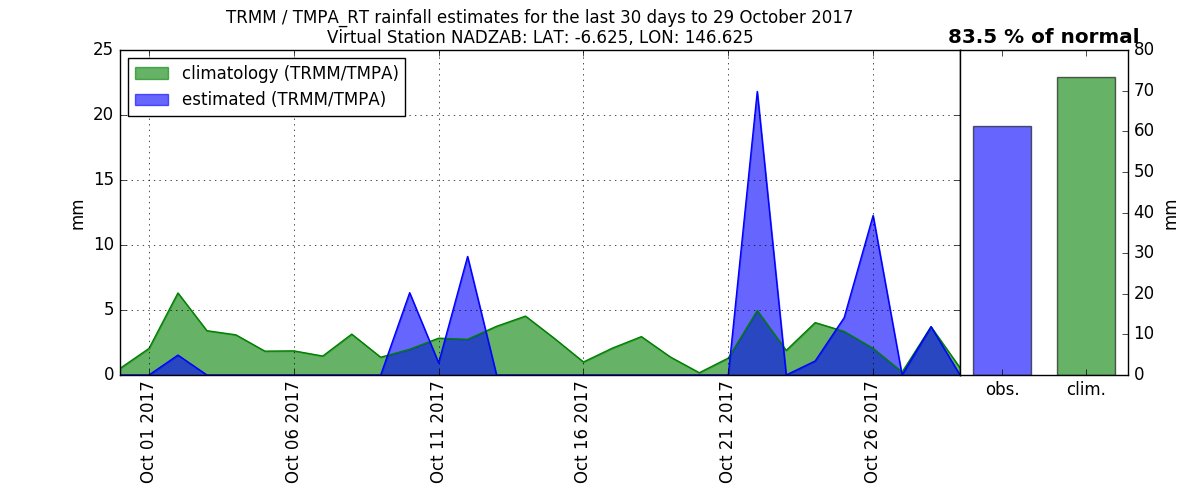 TRMM / TMPA_RT rainfall estimates for the last 30 days to 29 October 2017
Virtual Station NADZAB: LAT: -6.625, LON: 146.625
83.5 % of normal
climatology (TRMM/TMPA)
estimated (TRMM/TMPA)
25
20
15
10
5
0
mm
Oct 01 2017
Oct 06 2017
Oct 11 2017
Oct 16 2017
Oct 21 2017
Oct 26 2017
80
70
60
50
40
30
20
10
0
mm
obs.
clim.